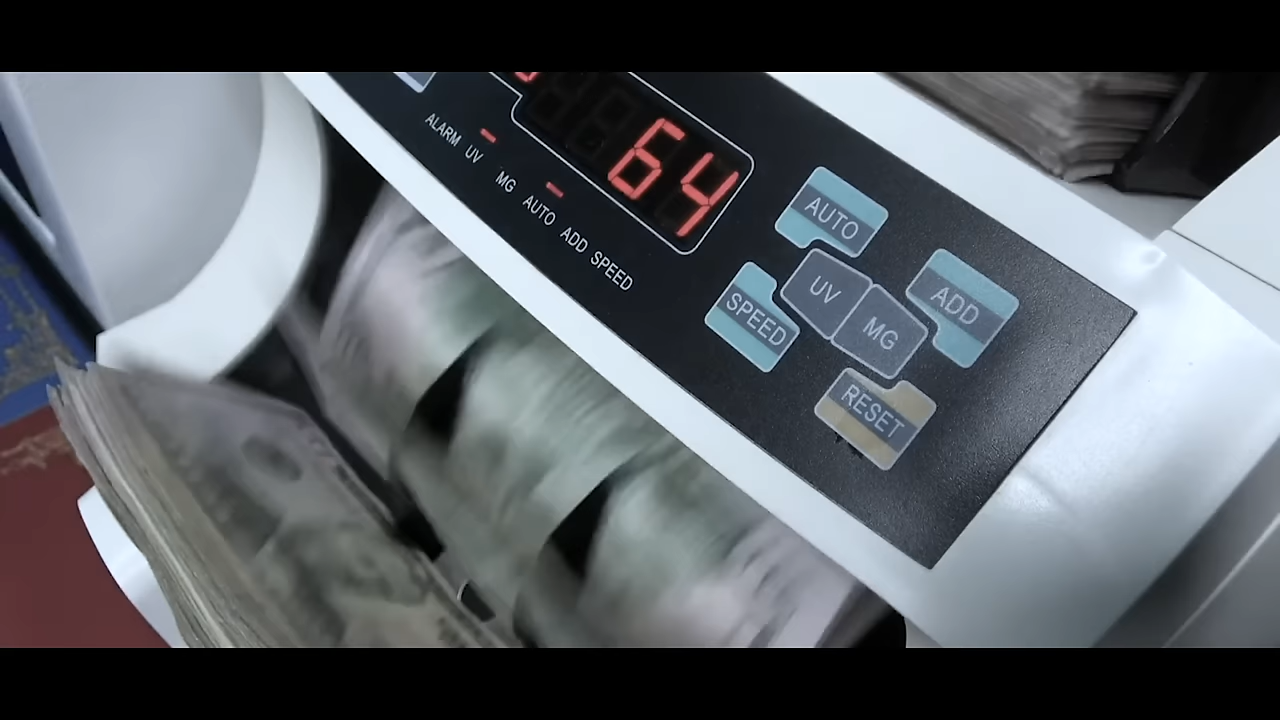 64
ALARM UV MG AUTO ADD SPEED
AUTO
UV
ADD
SPEED
MG
RESET